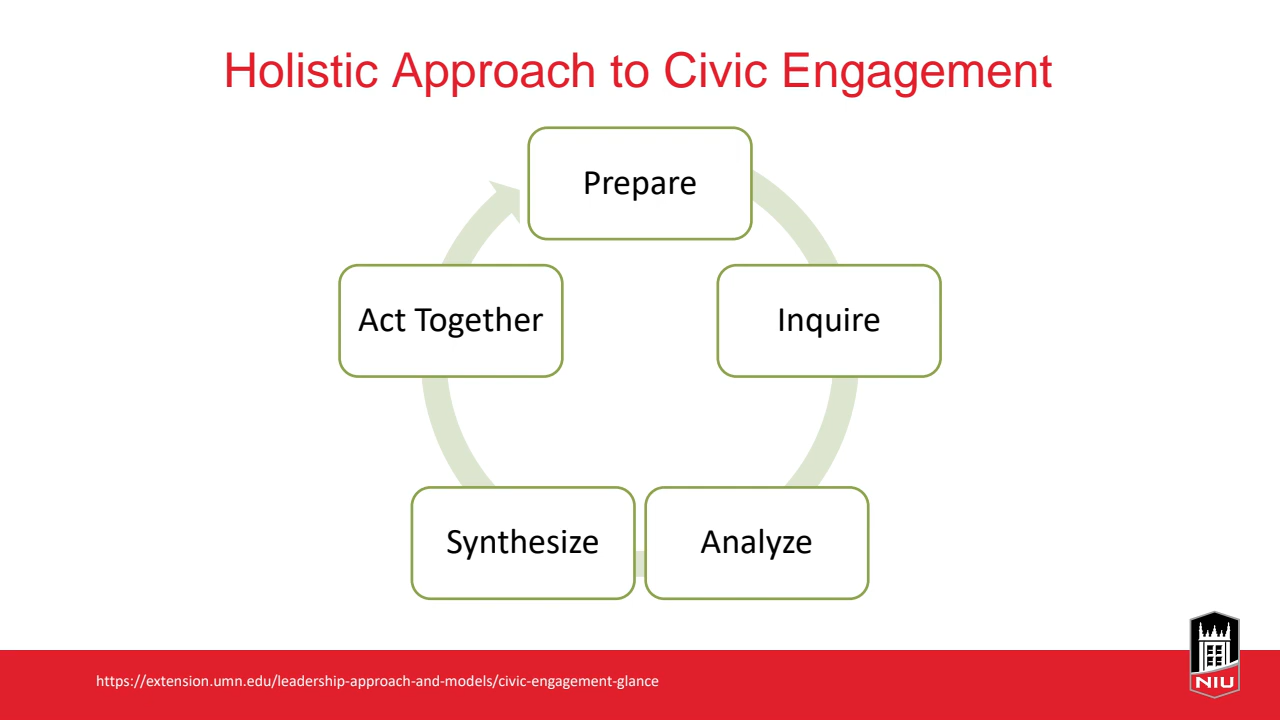 Holistic Approach to Civic Engagement
Prepare
Inquire
Analyze
Synthesize
Act Together
https://extension.umn.edu/leadership-approach-and-models/civic-engagement-glance
NIU